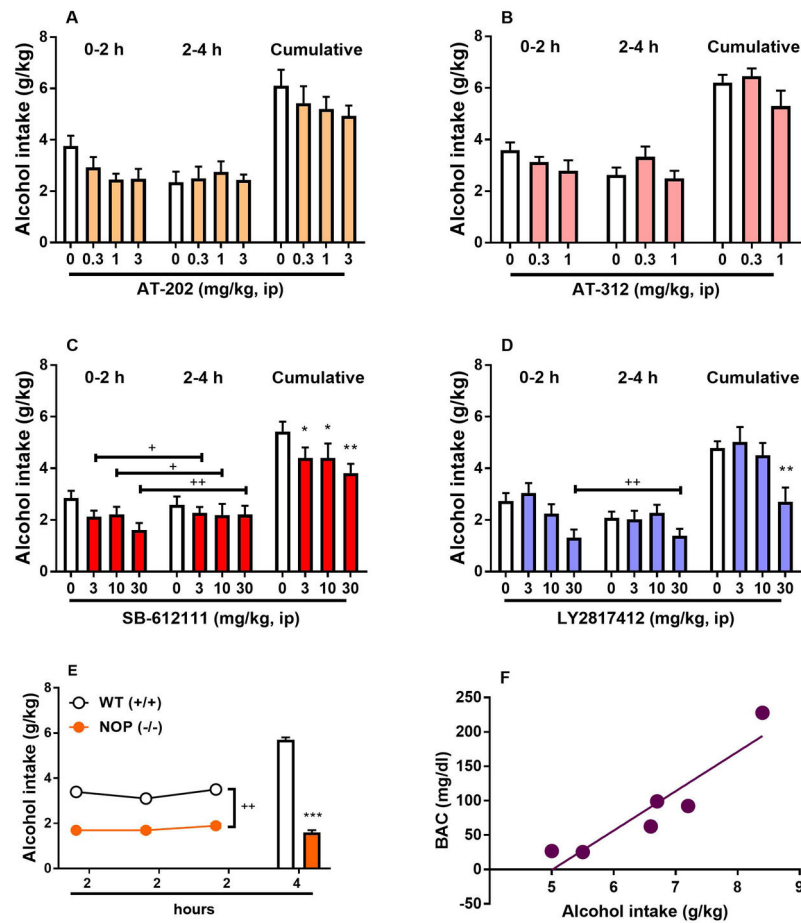 A
0-2 h 2-4 h Cumulative
Alcohol intake (g/kg)
8
6
4
2
0
0 0.3 1 3 0 0.3 1 3 0 0.3 1 3
AT-202 (mg/kg, ip)
B
0-2 h 2-4 h Cumulative
Alcohol intake (g/kg)
8
6
4
2
0
0 0.3 1 0 0.3 1 0 0.3 1
AT-312 (mg/kg, ip)
C
0-2 h 2-4 h Cumulative
Alcohol intake (g/kg)
8
6
4
2
0
+
+
++
* * **
0 3 10 30 0 3 10 30 0 3 10 30
SB-612111 (mg/kg, ip)
D
0-2 h 2-4 h Cumulative
Alcohol intake (g/kg)
8
6
4
2
0
++
**
0 3 10 30 0 3 10 30 0 3 10 30
LY2817412 (mg/kg, ip)
E
WT (+/+)
NOP (-/-)
Alcohol intake (g/kg)
8
6
4
2
0
++
***
2 2 2 4
hours
F
BAC (mg/dl)
250
200
150
100
50
0
-50
4 5 6 7 8 9
Alcohol intake (g/kg)